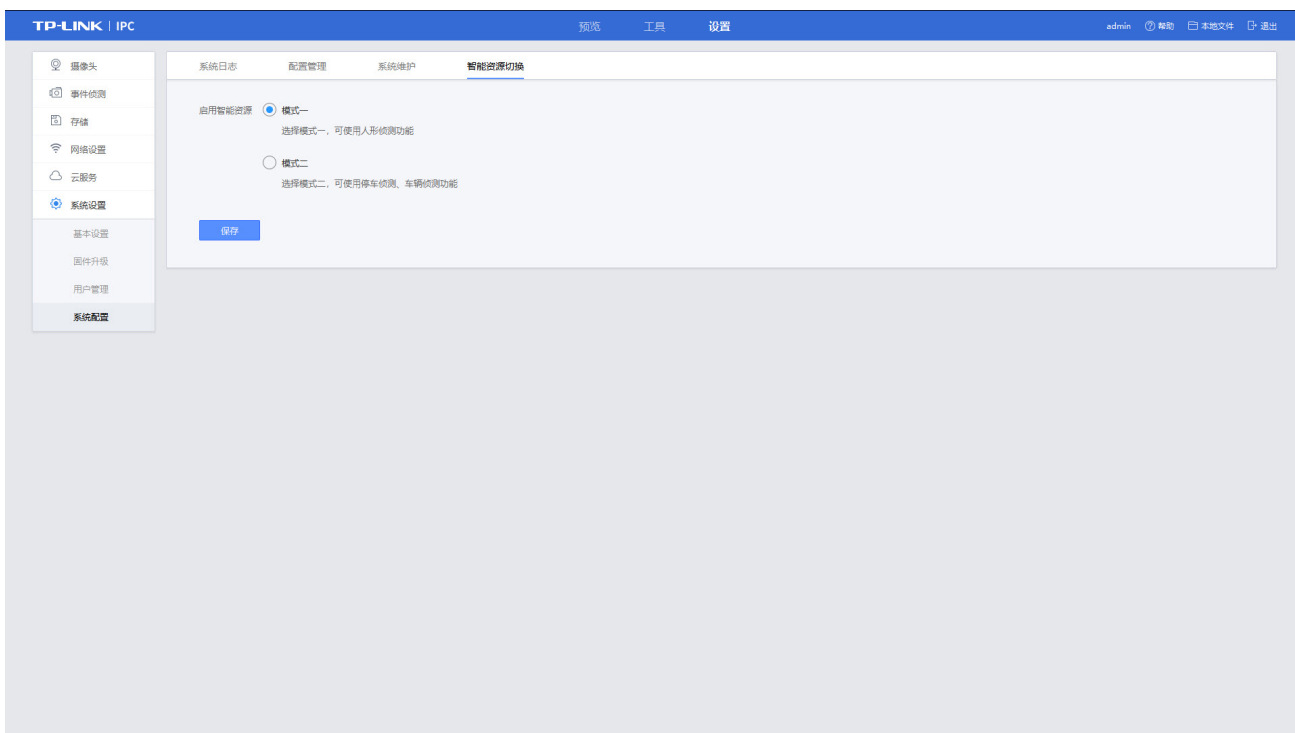 TP-LINK | IPC
预览 工具 设置
admin 帮助 本地文件 退出
摄像头
事件侦测
存储
网络设置
云服务
系统设置
基本设置
固件升级
用户管理
系统配置
系统日志 配置管理 系统维护 智能资源切换
启用智能资源 模式一
选择模式一，可使用人形侦测功能
模式二
选择模式二，可使用停车侦测、车辆侦测功能
保存